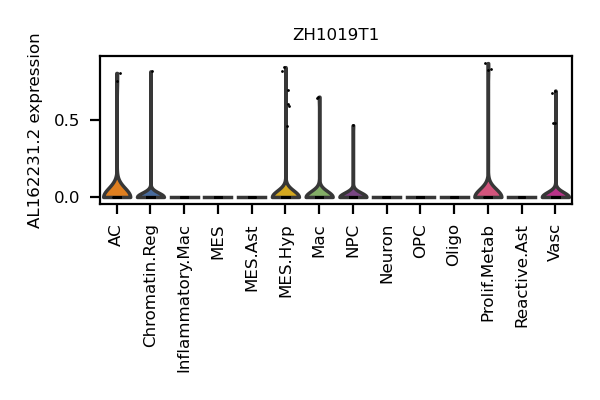 ZH1019T1
AL162231.2 expression
0.5
0.0
AC
Chromatin.Reg
Inflammatory.Mac
MES
MES.Ast
MES.Hyp
Mac
NPC
Neuron
OPC
Oligo
Prolif.Metab
Reactive.Ast
Vasc